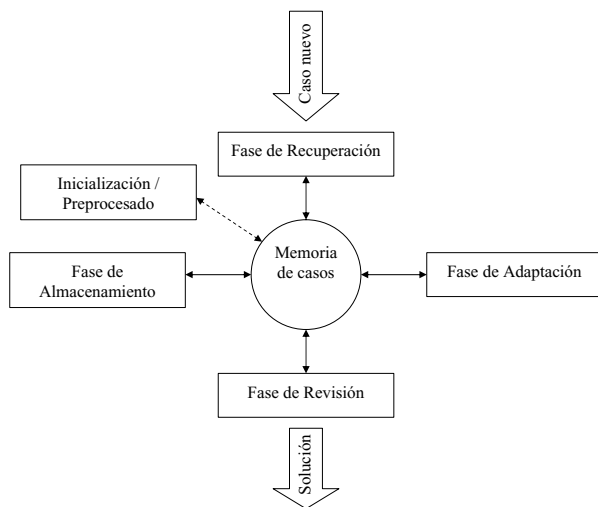 Caso nuevo
Fase de Recuperación
Inicialización /
Preprocesado
Memoria
de casos
Fase de
Almacenamiento
Fase de Adaptación
Fase de Revisión
Solución